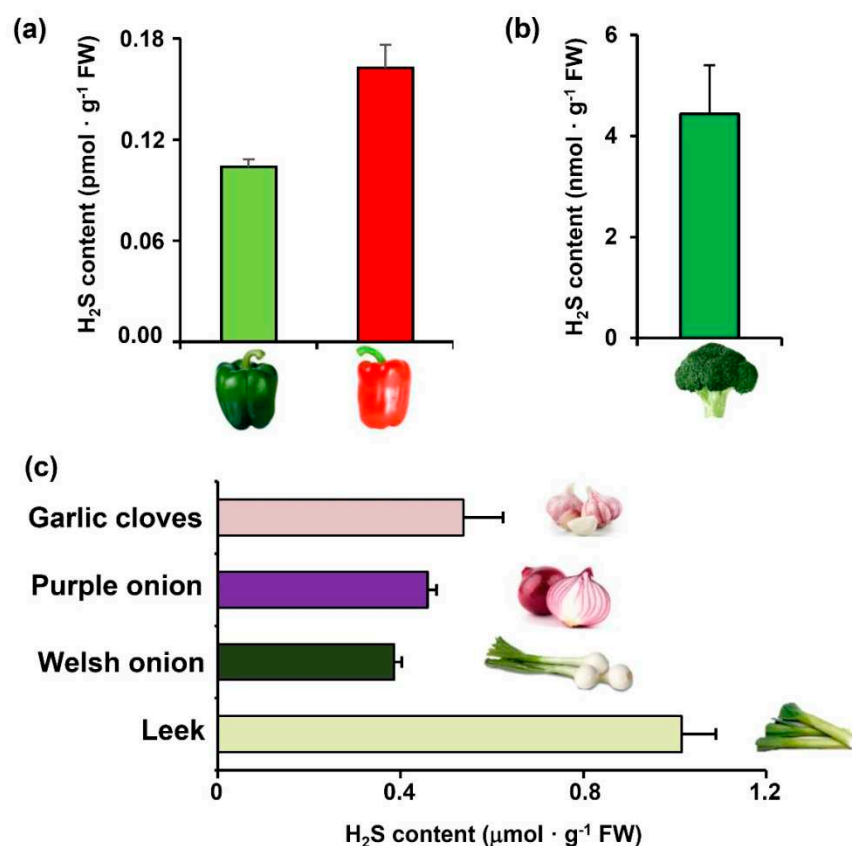 (a)
H₂S content (pmol · g⁻¹ FW)
0.18
0.12
0.06
0.00
(b)
H₂S content (nmol · g⁻¹ FW)
6
4
2
0
(c)
Garlic cloves
Purple onion
Welsh onion
Leek
0 0.4 0.8 1.2
H₂S content (μmol · g⁻¹ FW)